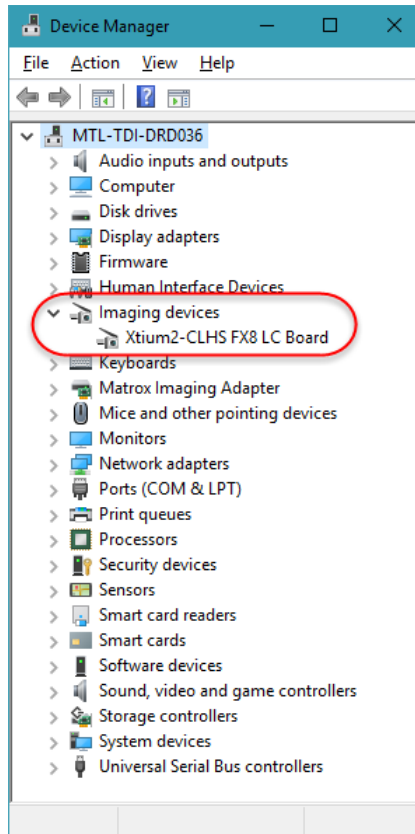 Device Manager
File Action View Help
MTL-TDI-DRD036
Audio inputs and outputs
Computer
Disk drives
Display adapters
Firmware
Human Interface Devices
Imaging devices
Xtium2-CLHS FX8 LC Board
Keyboards
Matrox Imaging Adapter
Mice and other pointing devices
Monitors
Network adapters
Ports (COM & LPT)
Print queues
Processors
Security devices
Sensors
Smart card readers
Smart cards
Software devices
Sound, video and game controllers
Storage controllers
System devices
Universal Serial Bus controllers